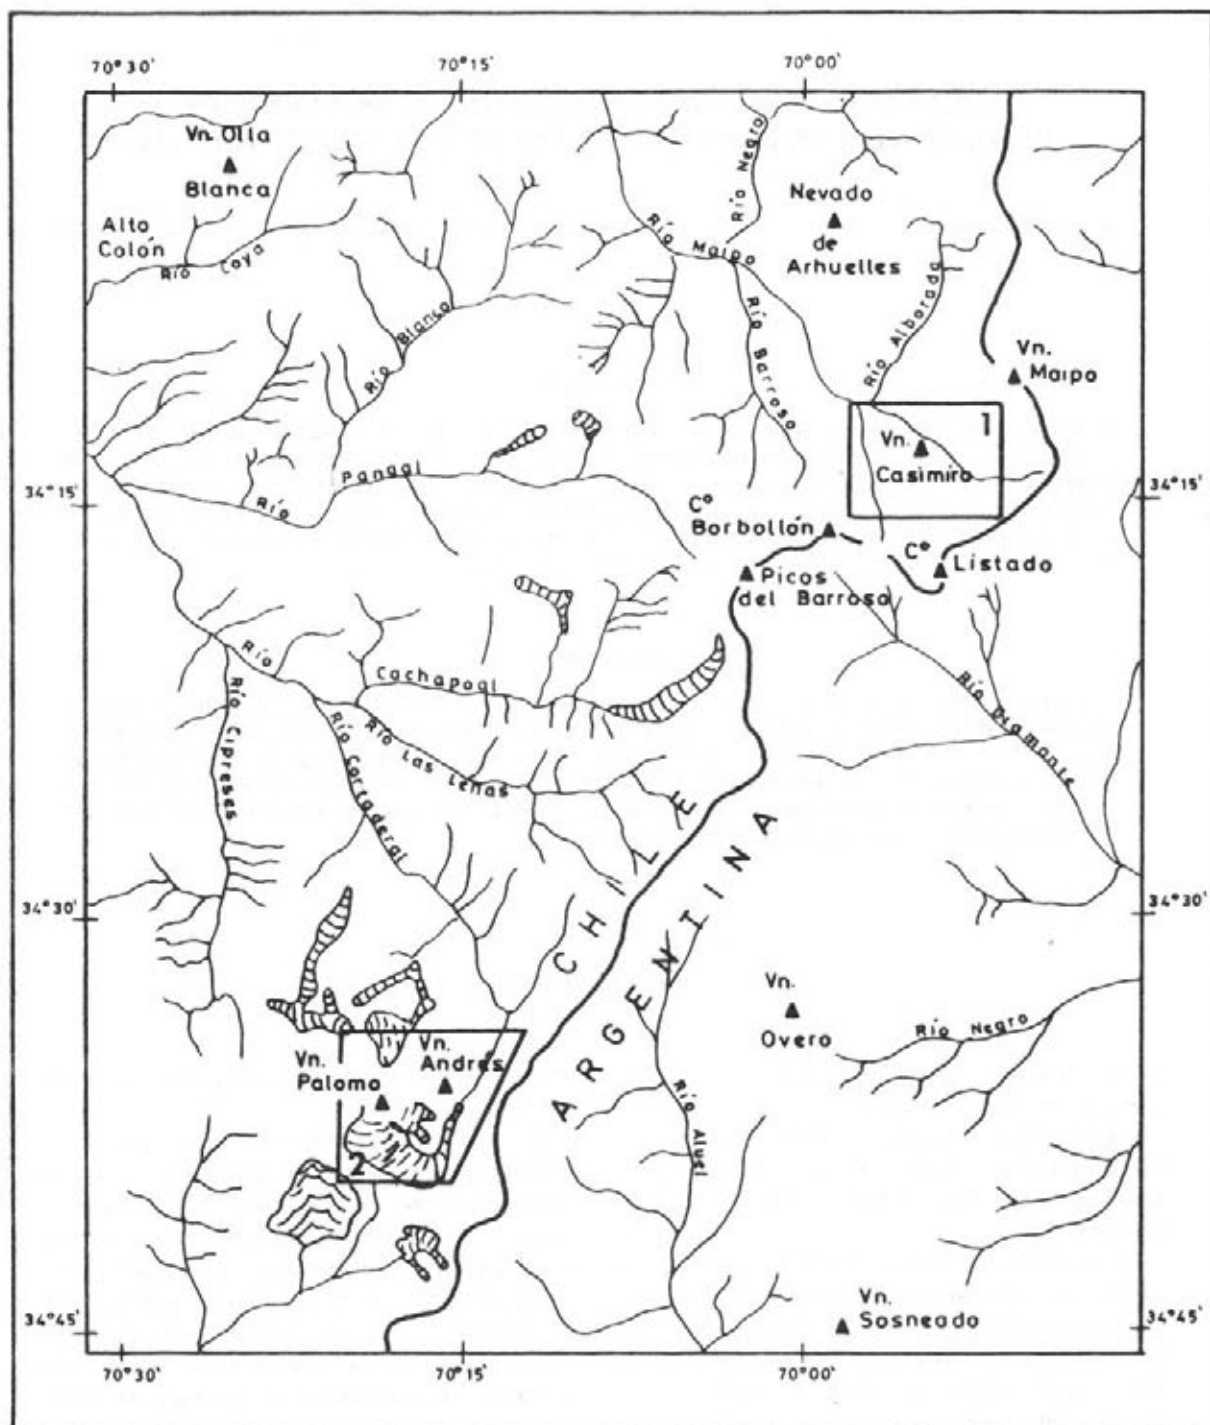 70°30'
70°15'
70°00'
Vn. Olla
Blanca
Alto
Colón
Río Coya
Río Blanco
Río Negro
Río Maipo
Nevado
de
Arhuelles
Río Barroso
Río Alborada
Vn.
Maipo
1
Vn.
Casimiro
Río Pangal
34°15'
34°15'
C°
Borbollón
C°
Listado
Picos
del Barroso
Río Cachapoal
Río Cipreses
Río Cortaderal
Río Las Leñas
Río Diamante
CHILE
ARGENTINA
34°30'
34°30'
Vn.
Overo
Río Negro
Vn.
Andrés
Vn.
Palomo
2
Río Atuel
34°45'
34°45'
Vn.
Sosneado
70°30'
70°15'
70°00'